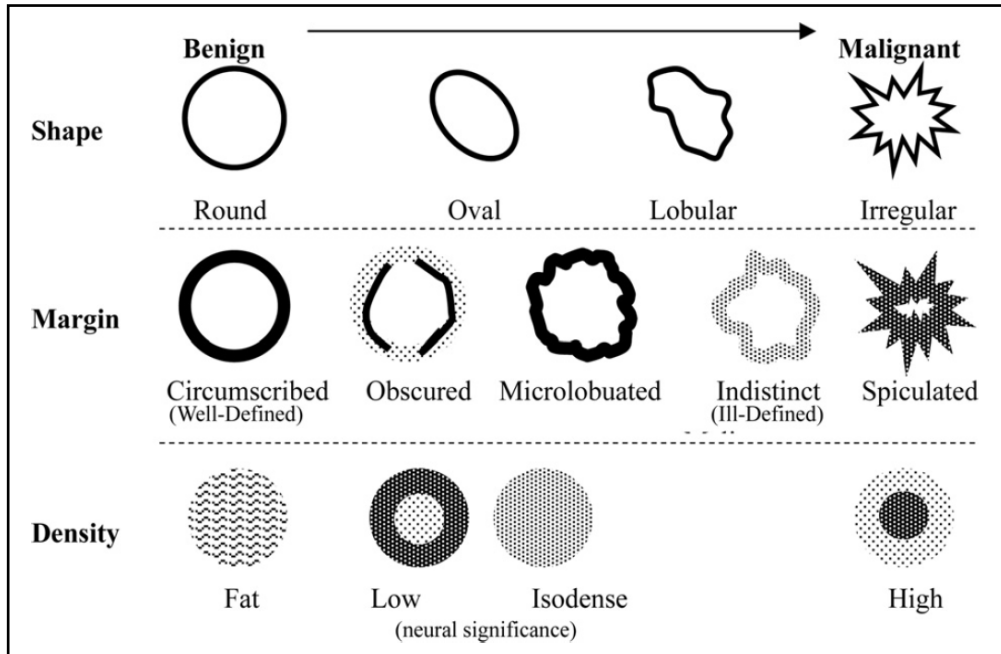 Benign
Malignant
Shape
Round Oval Lobular Irregular
Margin
Circumscribed Obscured Microlobuated Indistinct Spiculated
(Well-Defined) (Ill-Defined)
Density
Fat Low Isodense High
(neural significance)